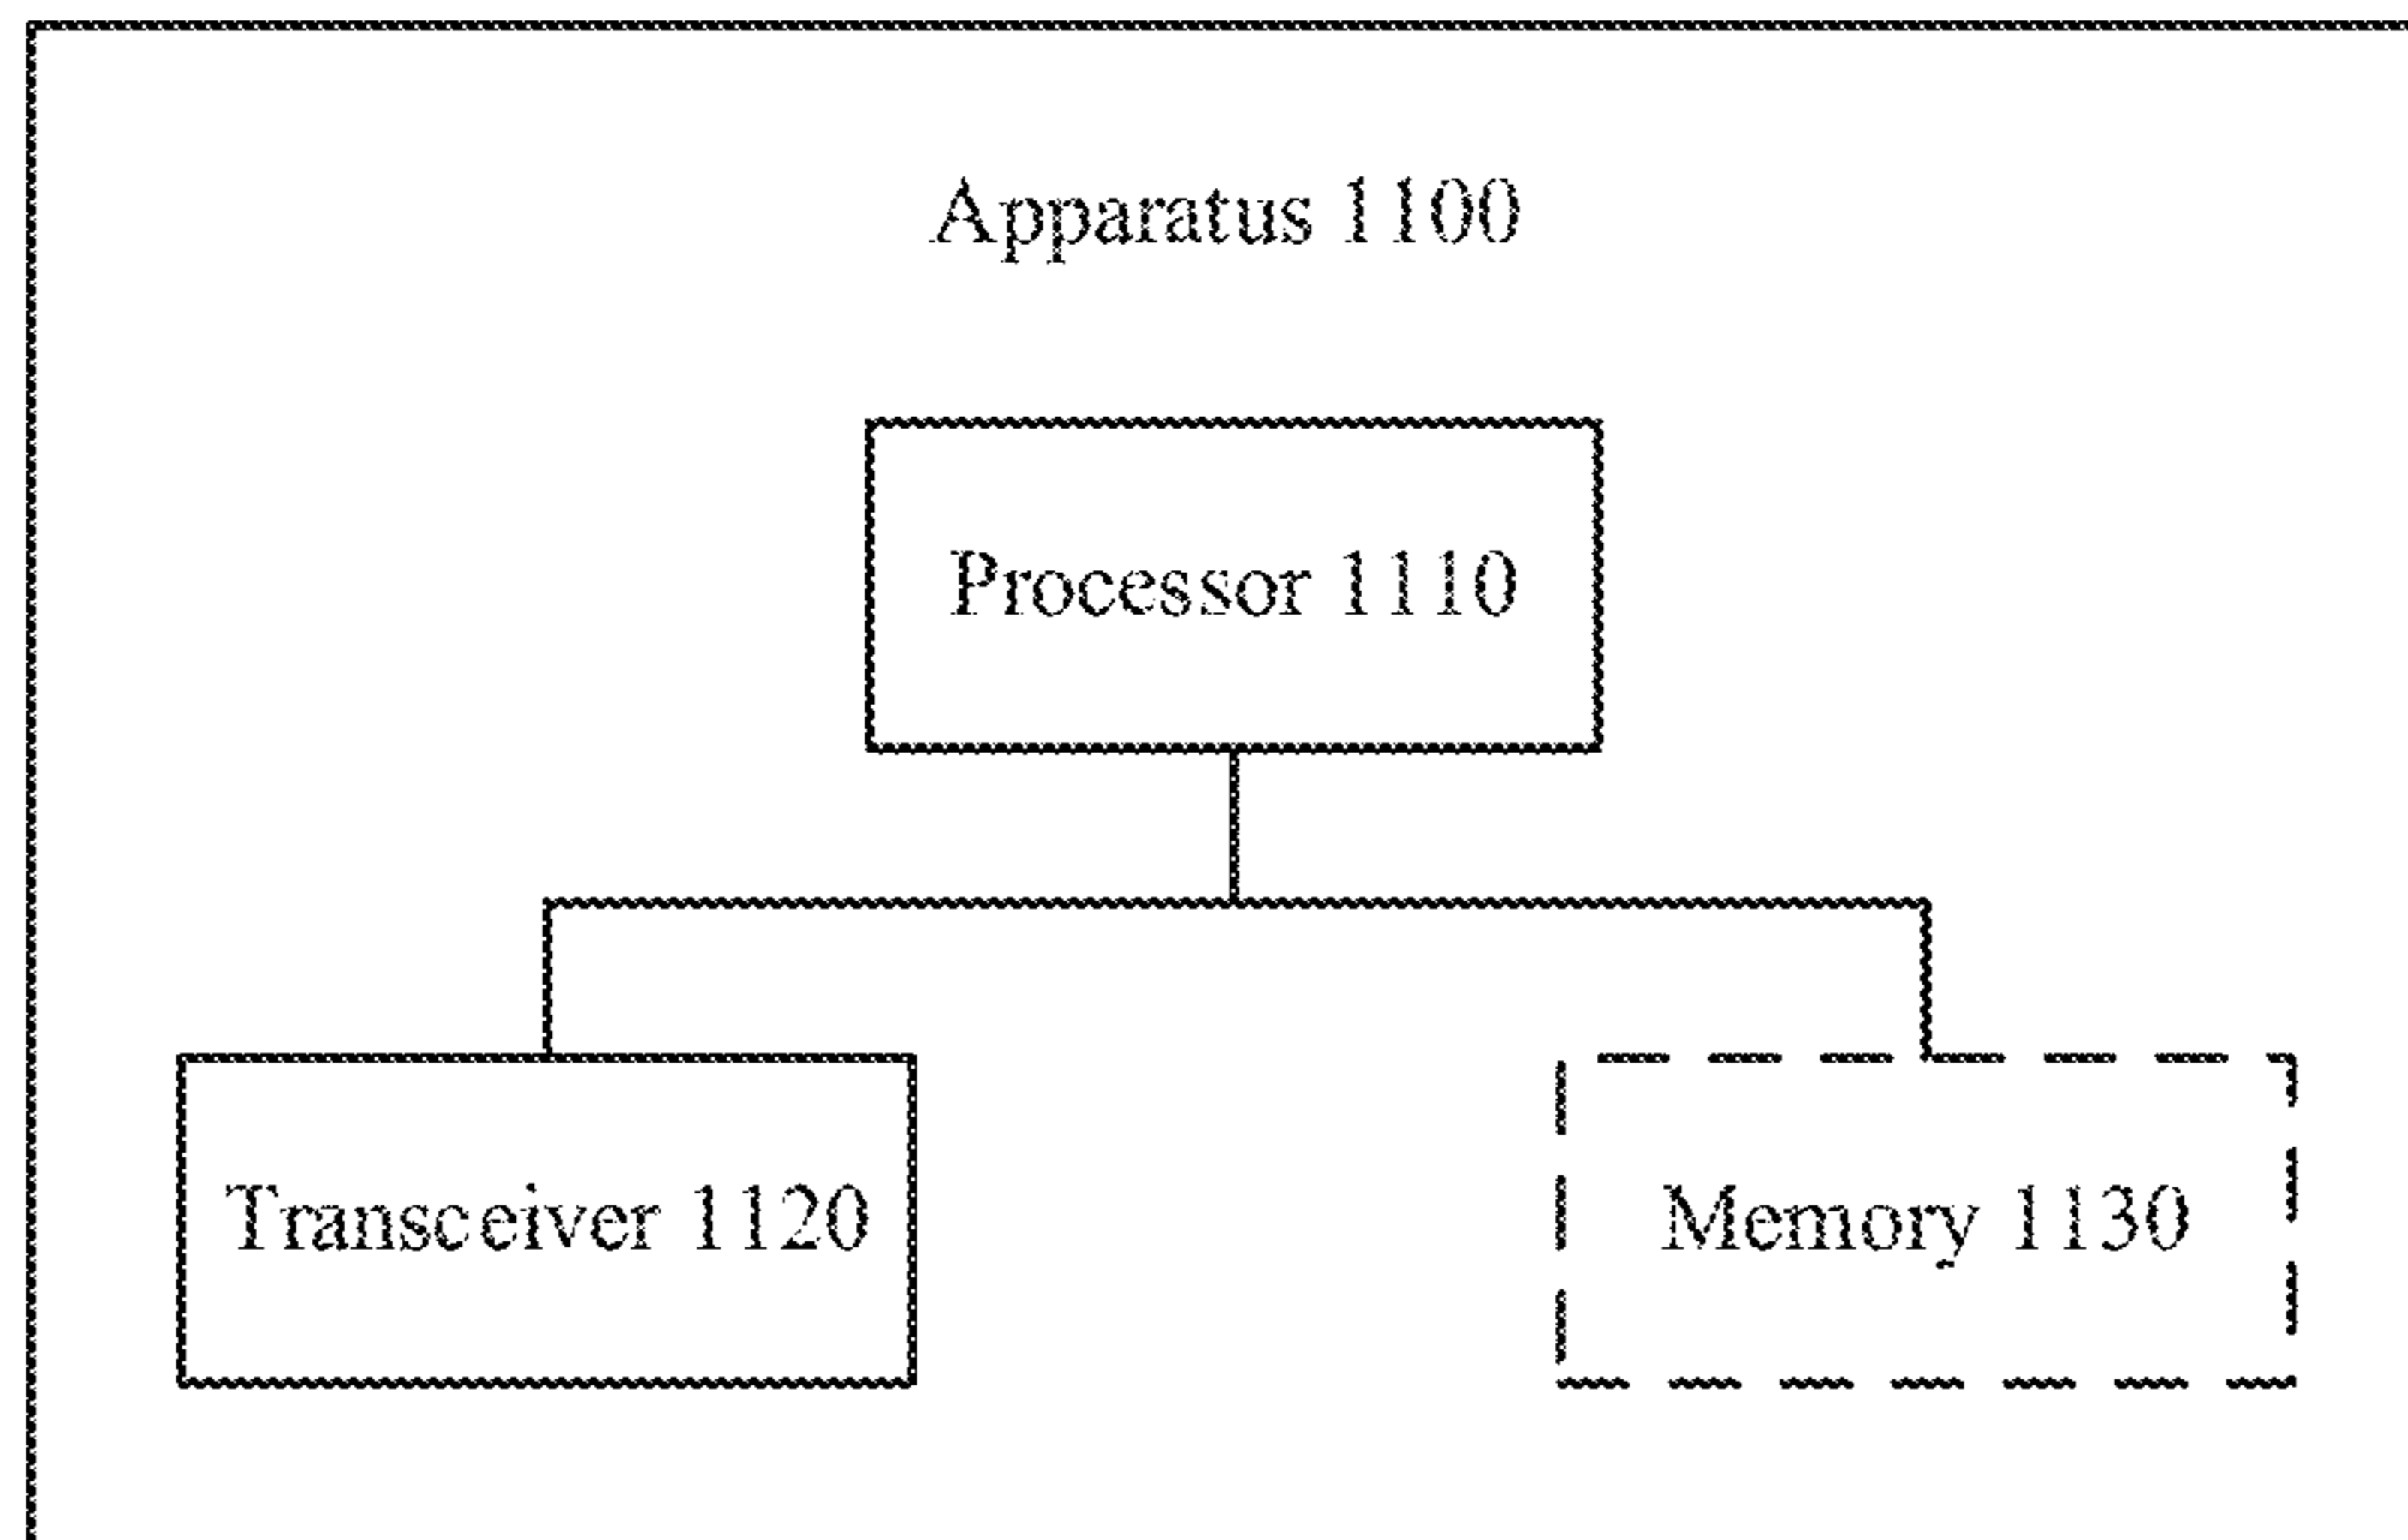 Apparatus 1100
Processor 1110
Transceiver 1120
Memory 1130